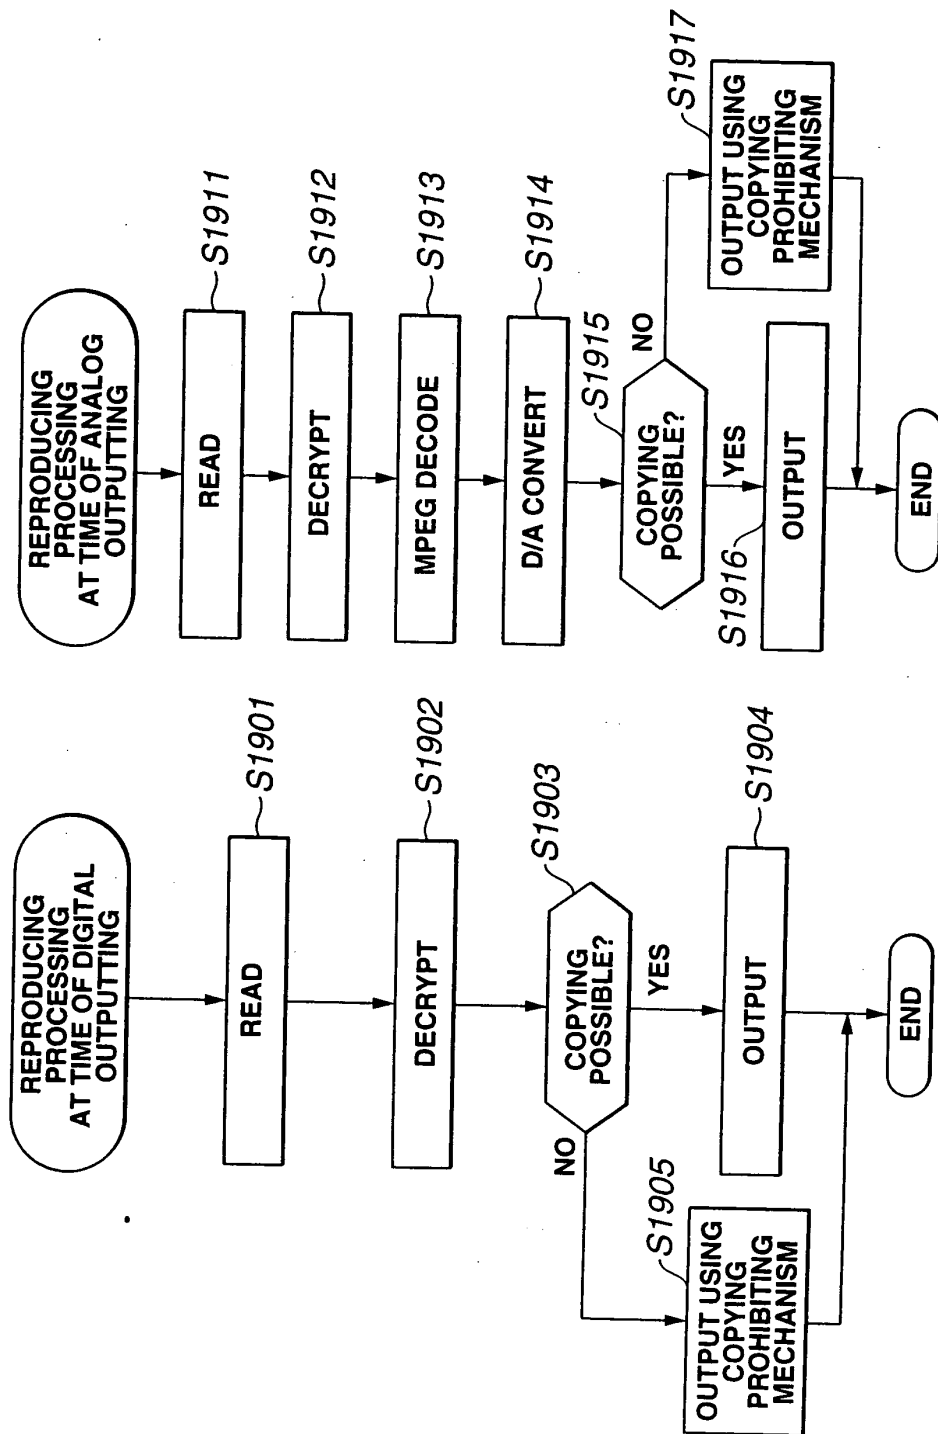 REPRODUCING
PROCESSING
AT TIME OF DIGITAL
OUTPUTTING
READ
S1901
DECRYPT
S1902
COPYING
POSSIBLE?
S1903
NO
YES
OUTPUT
S1904
OUTPUT USING
COPYING
PROHIBITING
MECHANISM
S1905
END
REPRODUCING
PROCESSING
AT TIME OF ANALOG
OUTPUTTING
READ
S1911
DECRYPT
S1912
MPEG DECODE
S1913
D/A CONVERT
S1914
COPYING
POSSIBLE?
S1915
NO
YES
S1916
OUTPUT
OUTPUT USING
COPYING
PROHIBITING
MECHANISM
S1917
END